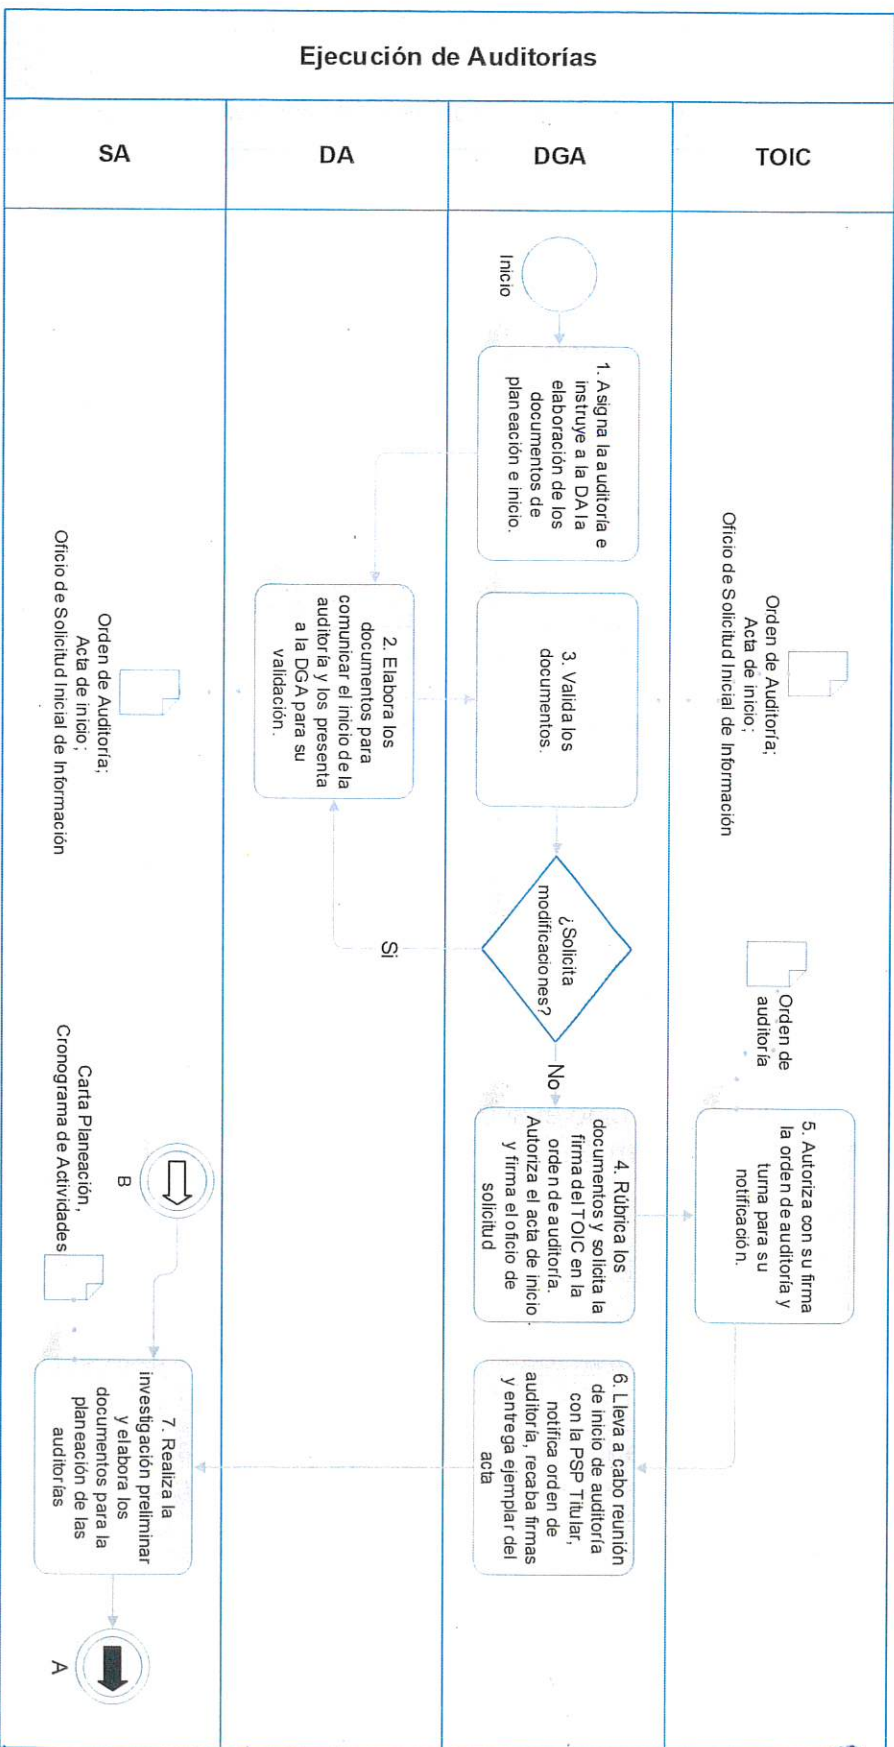 Ejecución de Auditorías
TOIC
DGA
DA
SA
Inicio
1. Asigna la auditoría e
instruye a la DA la
elaboración de los
documentos de
planeación e inicio.
2. Elabora los
documentos para
comunicar el inicio de la
auditoría y los presenta
a la DGA para su
validación.
Orden de Auditoría;
Acta de inicio;
Oficio de Solicitud Inicial de Información
3. Valida los
documentos.
Orden de Auditoría;
Acta de inicio;
Oficio de Solicitud Inicial de Información
¿Solicita
modificaciones?
Si
No
4. Rúbrica los
documentos y solicita la
firma del TOIC en la
orden de auditoría.
Autoriza el acta de inicio
y firma el oficio de
solicitud
Orden de
auditoría
5. Autoriza con su firma
la orden de auditoría y
turna para su
notificación.
6. Lleva a cabo reunión
de inicio de auditoría
con la PSP Titular,
notifica orden de
auditoría, recaba firmas
y entrega ejemplar del
acta
B
Carta Planeación,
Cronograma de Actividades
7. Realiza la
investigación preliminar
y elabora los
documentos para la
planeación de las
auditorías
A